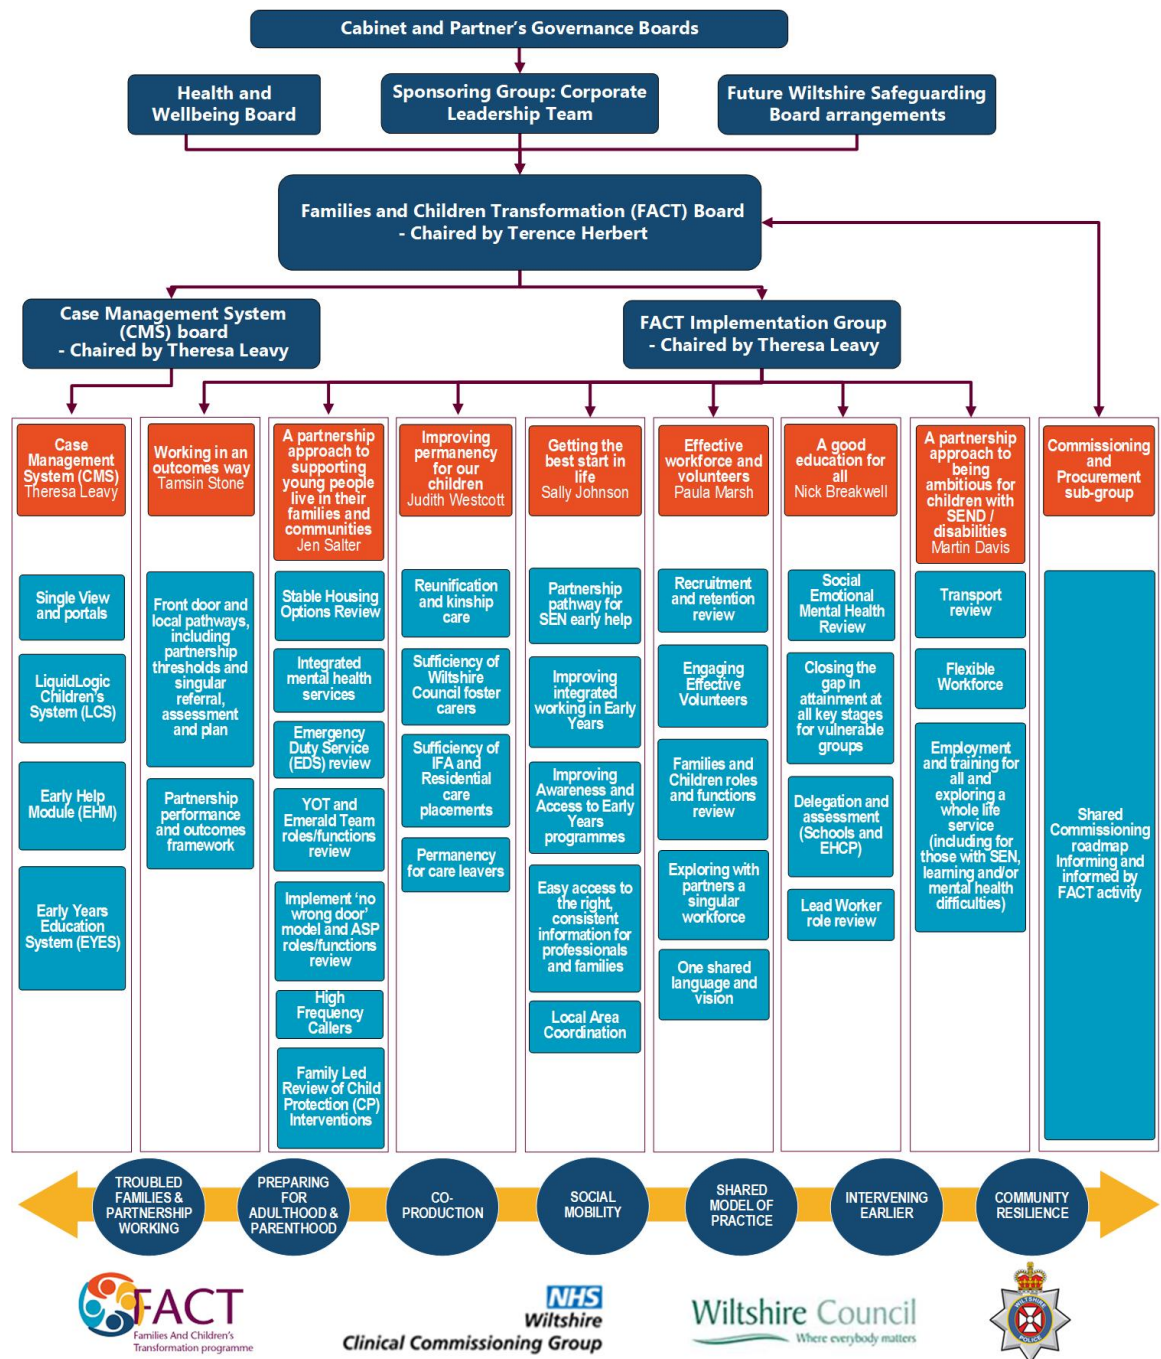 Cabinet and Partner's Governance Boards
Health and
Wellbeing Board
Sponsoring Group: Corporate
Leadership Team
Future Wiltshire Safeguarding
Board arrangements
Families and Children Transformation (FACT) Board
- Chaired by Terence Herbert
Case Management System
(CMS) board
- Chaired by Theresa Leavy
FACT Implementation Group
- Chaired by Theresa Leavy
Case
Management
System (CMS)
Theresa Leavy
Single View
and portals
LiquidLogic
Children's
System (LCS)
Early Help
Module (EHM)
Early Years
Education
System (EYES)
Working in an
outcomes way
Tamsin Stone
Front door and
local pathways,
including
partnership
thresholds and
singular
referral,
assessment
and plan
Partnership
performance
and outcomes
framework
A partnership
approach to
supporting
young people
live in their
families and
communities
Jen Salter
Stable Housing
Options Review
Integrated
mental health
services
Emergency
Duty Service
(EDS) review
YOT and
Emerald Team
roles/functions
review
Implement 'no
wrong door'
model and ASP
roles/functions
review
High
Frequency
Callers
Family Led
Review of Child
Protection (CP)
Interventions
Improving
permanency
for our
children
Judith Westcott
Reunification
and kinship
care
Sufficiency of
Wiltshire
Council foster
carers
Sufficiency of
IFA and
Residential
care
placements
Permanency
for care leavers
Getting the
best start in
life
Sally Johnson
Partnership
pathway for
SEN early help
Improving
integrated
working in Early
Years
Improving
Awareness and
Access to Early
Years
programmes
Easy access to
the right,
consistent
information for
professionals
and families
Local Area
Coordination
Effective
workforce and
volunteers
Paula Marsh
Recruitment
and retention
review
Engaging
Effective
Volunteers
Families and
Children roles
and functions
review
Exploring with
partners a
singular
workforce
One shared
language and
vision
A good
education for
all
Nick Breakwell
Social
Emotional
Mental Health
Review
Closing the
gap in
attainment at
all key stages
for vulnerable
groups
Delegation and
assessment
(Schools and
EHCP)
Lead Worker
role review
A partnership
approach to
being
ambitious for
children with
SEND /
disabilities
Martin Davis
Transport
review
Flexible
Workforce
Employment
and training for
all and
exploring a
whole life
service
(including for
those with SEN,
learning and/or
mental health
difficulties)
Commissioning
and
Procurement
sub-group
Shared
Commissioning
roadmap
Informing and
informed by
FACT activity
TROUBLED
FAMILIES &
PARTNERSHIP
WORKING
PREPARING
FOR
ADULTHOOD &
PARENTHOOD
CO-
PRODUCTION
SOCIAL
MOBILITY
SHARED
MODEL OF
PRACTICE
INTERVENING
EARLIER
COMMUNITY
RESILIENCE
FACT
Families And Children's
Transformation programme
NHS
Wiltshire
Clinical Commissioning Group
Wiltshire Council
Where everybody matters
WILTSHIRE
POLICE